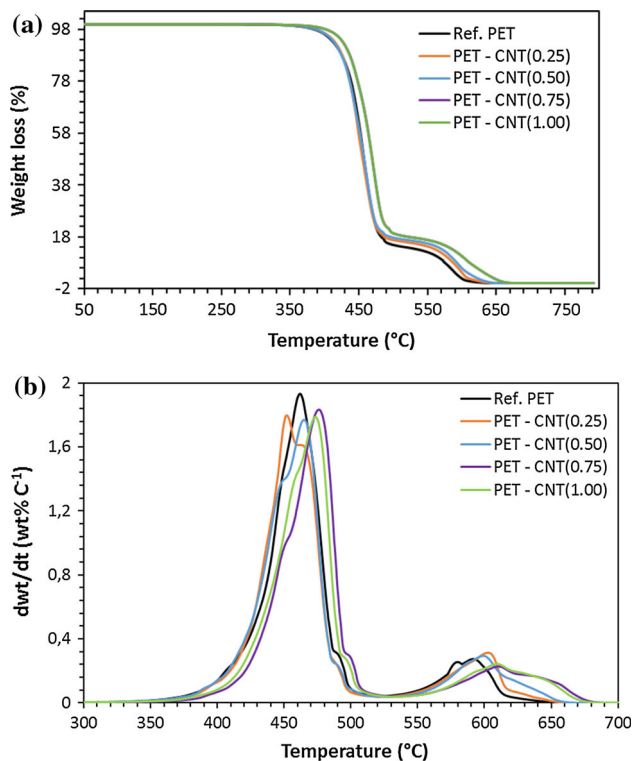 (a)
98
78
58
38
18
-2
Weight loss (%)
50
150
250
350
450
550
650
750
Temperature (°C)
Ref. PET
PET - CNT(0.25)
PET - CNT(0.50)
PET - CNT(0.75)
PET - CNT(1.00)
(b)
2
1,6
1,2
0,8
0,4
0
dwt/dt (wt% C-1)
300
400
450
500
550
600
650
700
Temperature (°C)
Ref. PET
PET - CNT(0.25)
PET - CNT(0.50)
PET - CNT(0.75)
PET - CNT(1.00)